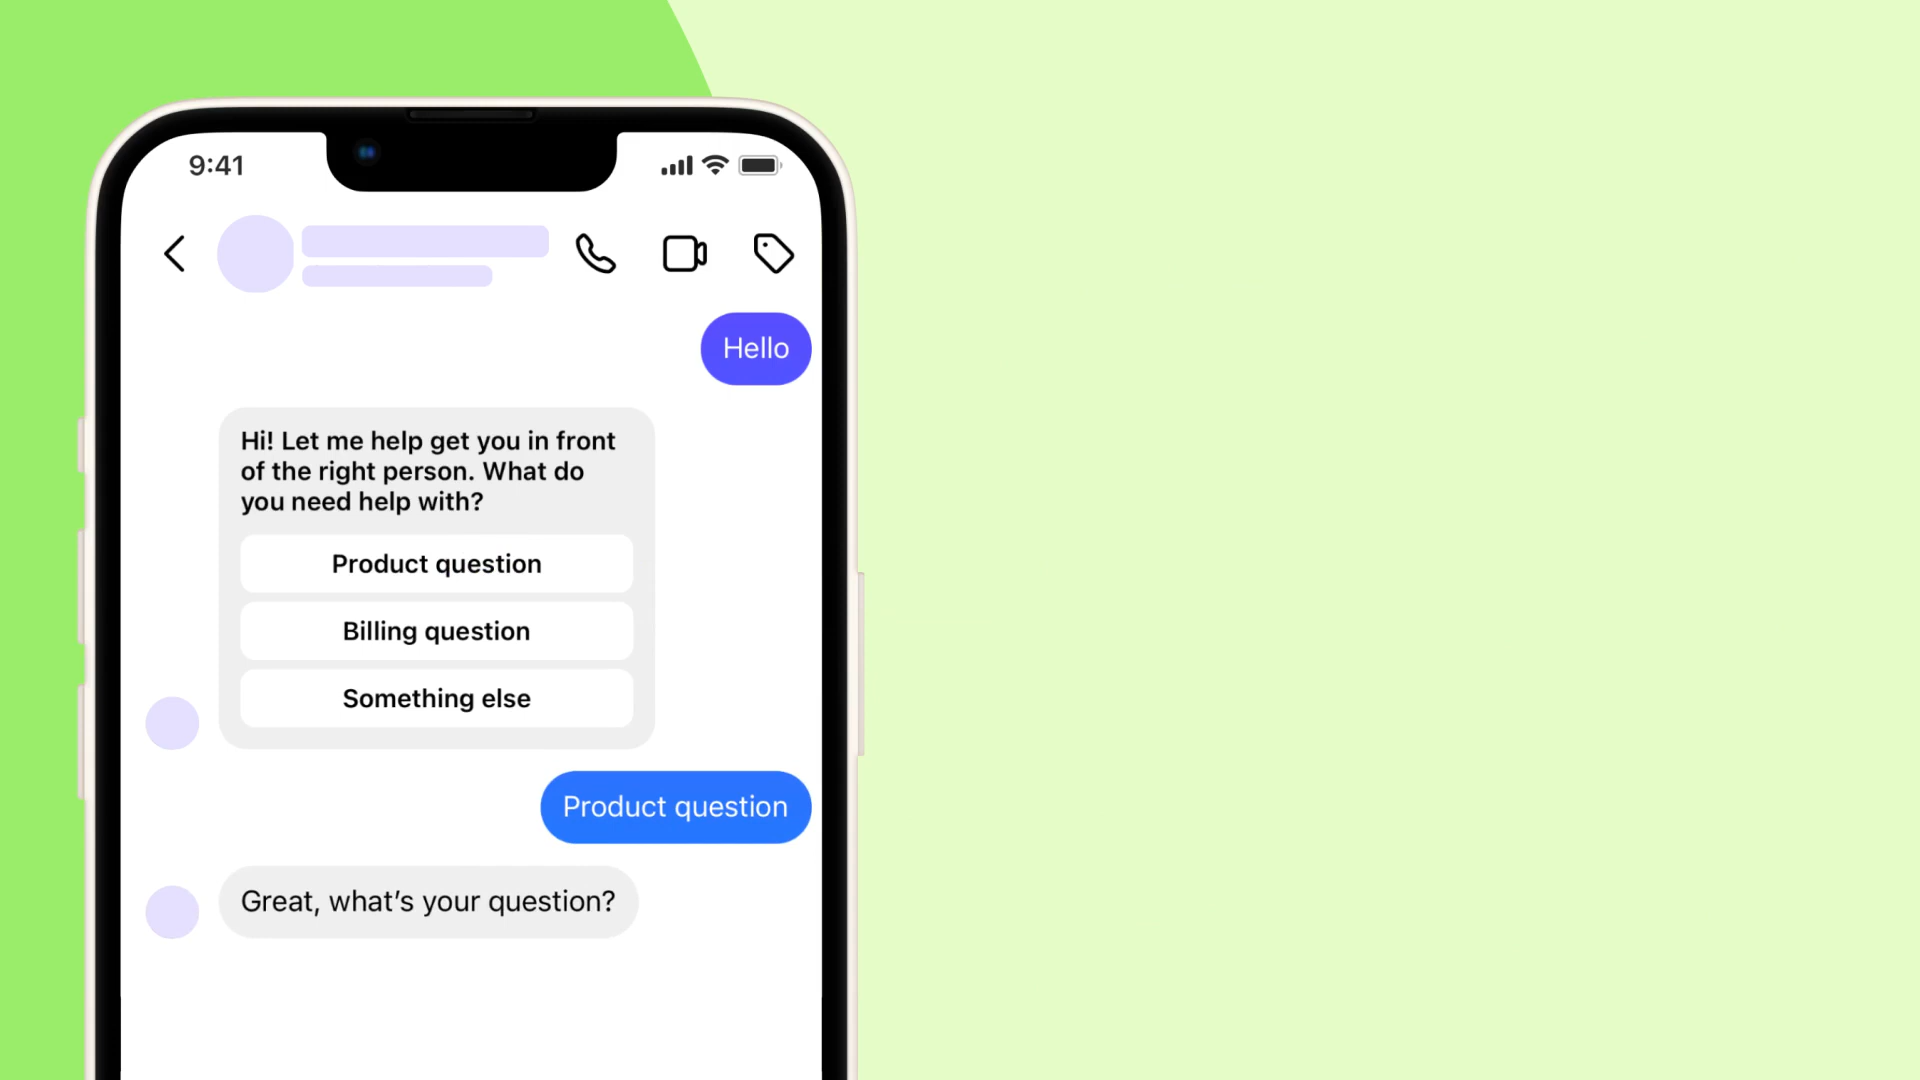 9:41
Hello
Hi! Let me help get you in front
of the right person. What do
you need help with?
Product question
Billing question
Something else
Product question
Great, what’s your question?